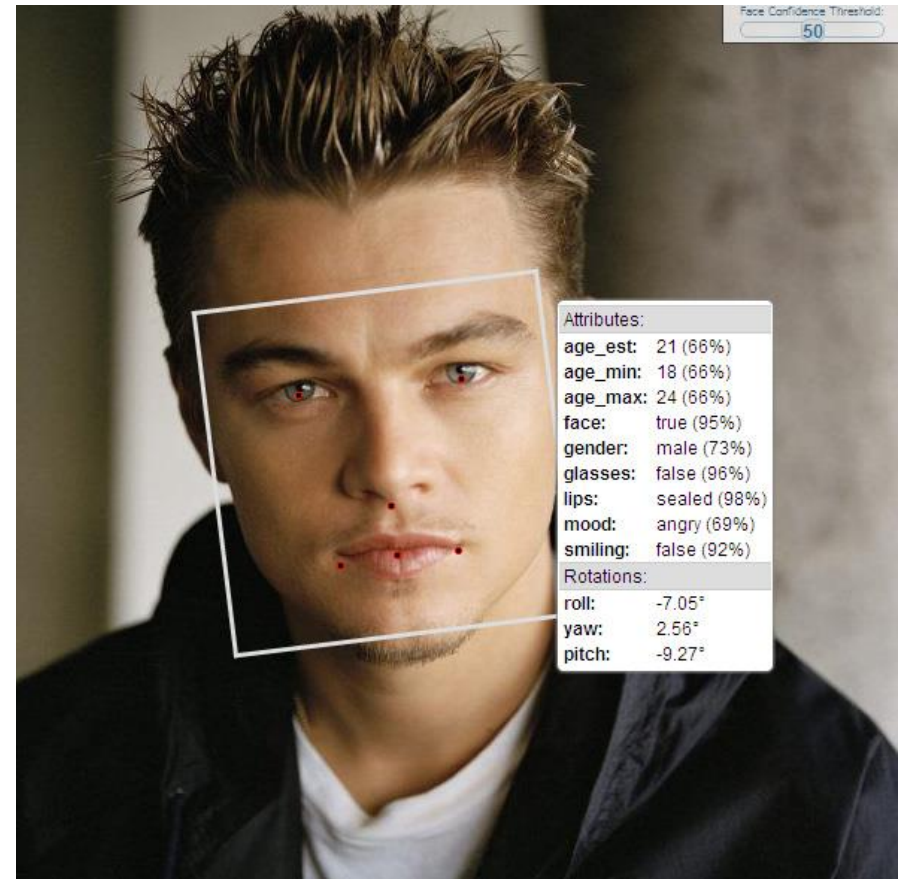 Face Confidence Threshold:
50
Attributes:
age_est: 21 (66%)
age_min: 18 (66%)
age_max: 24 (66%)
face: true (95%)
gender: male (73%)
glasses: false (96%)
lips: sealed (98%)
mood: angry (69%)
smiling: false (92%)
Rotations:
roll: -7.05°
yaw: 2.56°
pitch: -9.27°